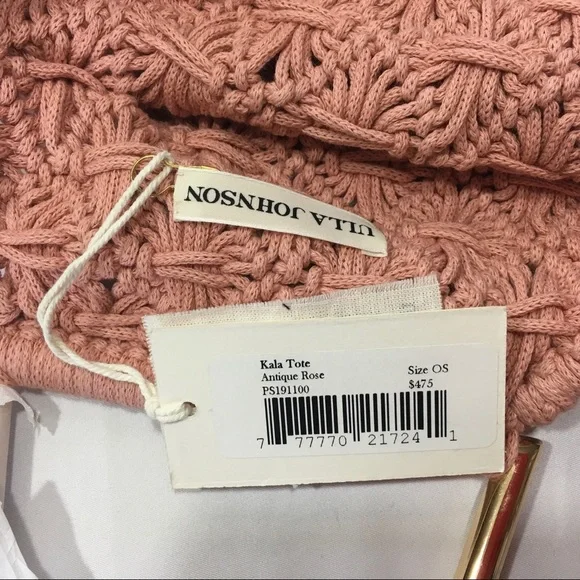 ULLA JOHNSON
Kala Tote
Antique Rose Size OS
PS191100 $475
7 77770 21724 1